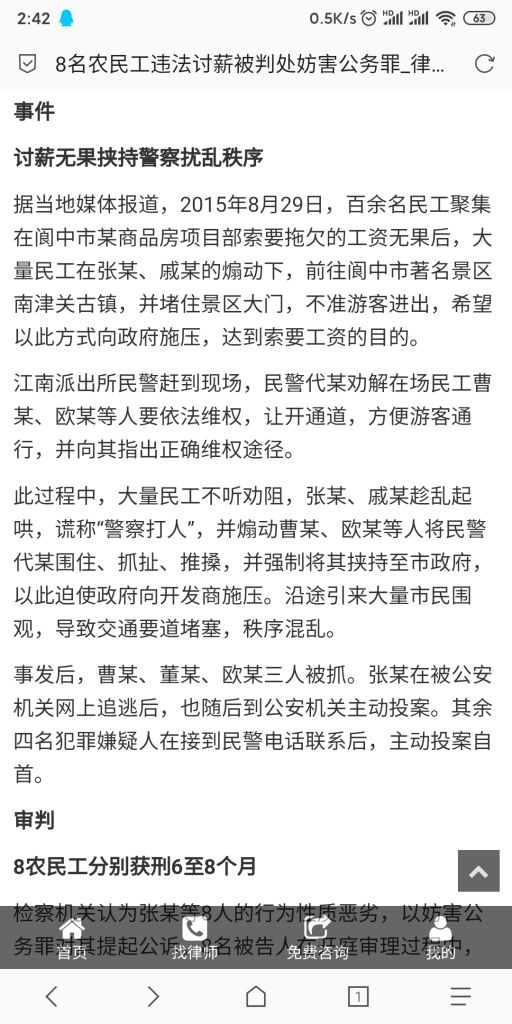 2:42
0.5K/s HD HD 63
8名农民工违法讨薪被判处妨害公务罪_律...
事件
讨薪无果挟持警察扰乱秩序
据当地媒体报道，2015年8月29日，百余名民工聚集
在阆中市某商品房项目部索要拖欠的工资无果后，大
量民工在张某、戚某的煽动下，前往阆中市著名景区
南津关古镇，并堵住景区大门，不准游客进出，希望
以此方式向政府施压，达到索要工资的目的。
江南派出所民警赶到现场，民警代某劝解在场民工曹
某、欧某等人要依法维权，让开通道，方便游客通
行，并向其指出正确维权途径。
此过程中，大量民工不听劝阻，张某、戚某趁乱起
哄，谎称“警察打人”，并煽动曹某、欧某等人将民警
代某围住、抓扯、推搡，并强制将其挟持至市政府，
以此迫使政府向开发商施压。沿途引来大量市民围
观，导致交通要道堵塞，秩序混乱。
事发后，曹某、董某、欧某三人被抓。张某在被公安
机关网上追逃后，也随后到公安机关主动投案。其余
四名犯罪嫌疑人在接到民警电话联系后，主动投案自
首。
审判
8农民工分别获刑6至8个月
检察机关认为张某等8人的行为性质恶劣，以妨害公
务罪对其提起公诉。8名被告人在开庭审理过程中，
首页 找律师 免费咨询 我的
1